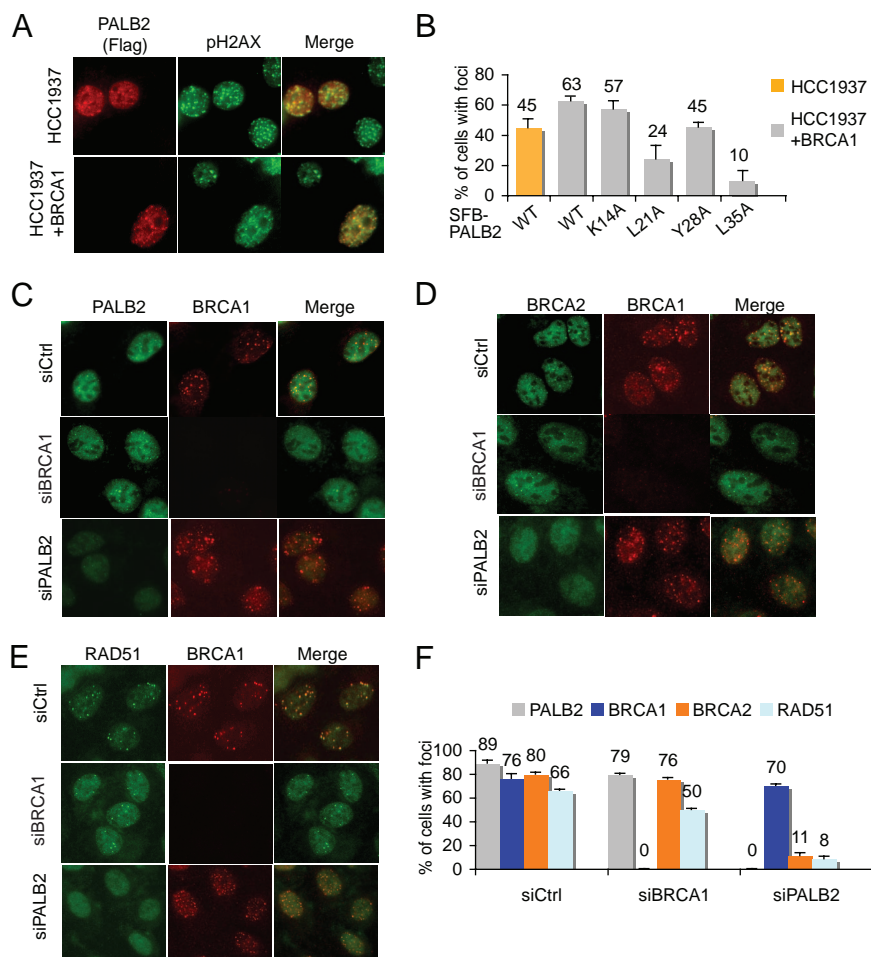 A
PALB2
(Flag)
pH2AX
Merge
HCC1937
HCC1937
+BRCA1
B
% of cells with foci
80
60
40
20
0
45
63
57
24
45
10
HCC1937
HCC1937
+BRCA1
SFB-
PALB2
WT
WT
K14A
L21A
Y28A
L35A
C
PALB2
BRCA1
Merge
siCtrl
siBRCA1
siPALB2
D
BRCA2
BRCA1
Merge
siCtrl
siBRCA1
siPALB2
E
RAD51
BRCA1
Merge
siCtrl
siBRCA1
siPALB2
F
PALB2
BRCA1
BRCA2
RAD51
% of cells with foci
100
80
60
40
20
0
89
76
80
66
79
0
76
50
0
70
11
8
siCtrl
siBRCA1
siPALB2